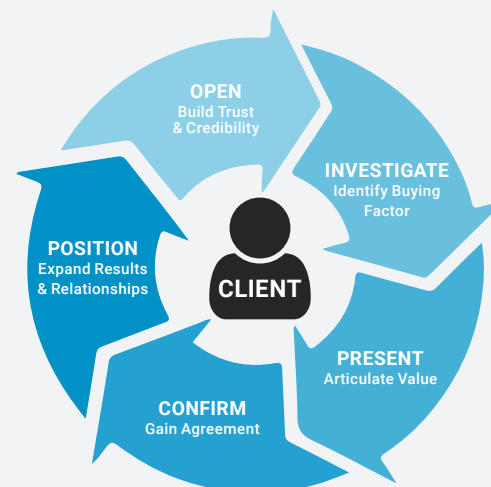 OPEN
Build Trust
& Credibility
INVESTIGATE
Identify Buying
Factor
PRESENT
Articulate Value
CONFIRM
Gain Agreement
POSITION
Expand Results
& Relationships
CLIENT